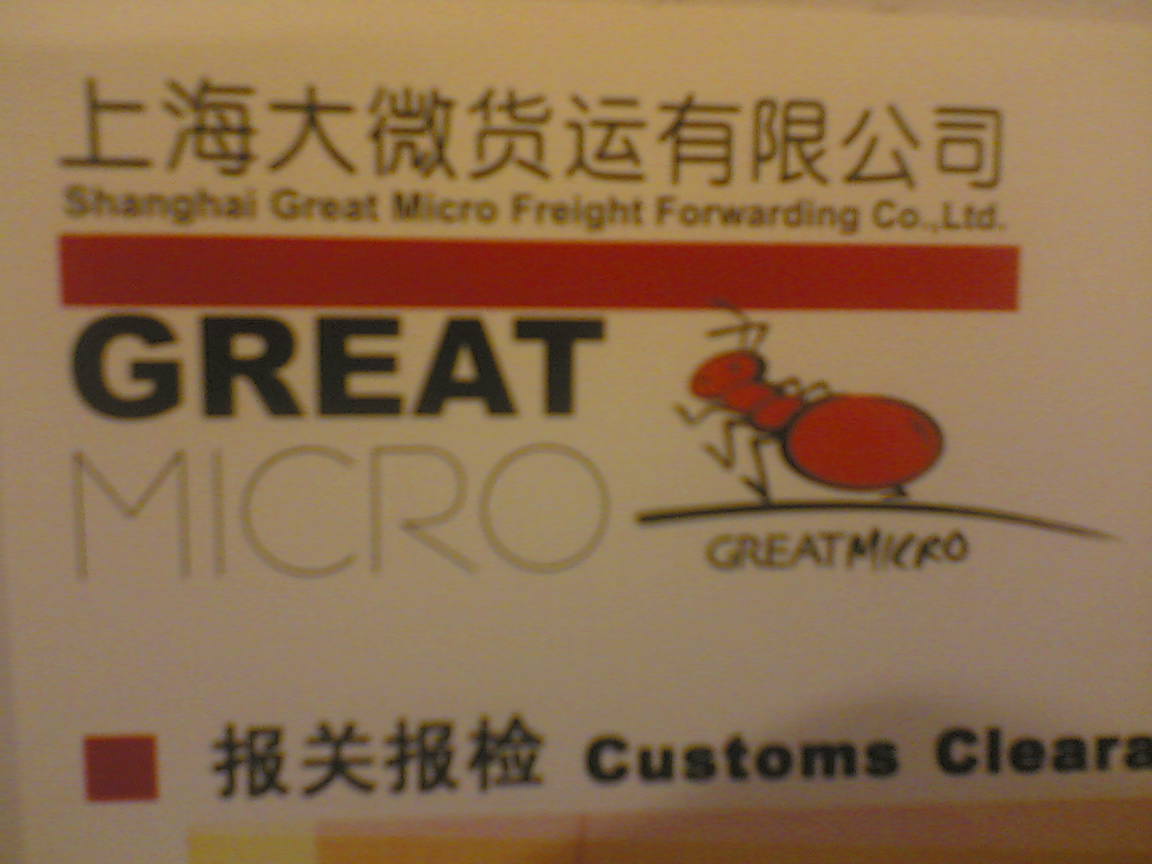 上海大微货运有限公司
Shanghai Great Micro Freight Forwarding Co.,Ltd.
GREAT
MICRO
GREATMICRO
报关报检 Customs Cleara